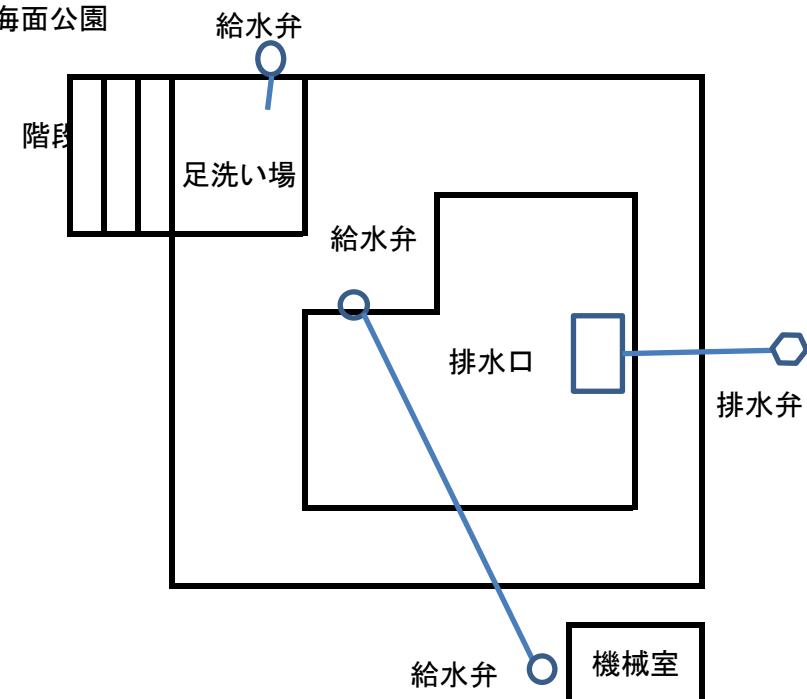 海面公園
給水弁
階段
足洗い場
給水弁
排水口
排水弁
給水弁
機械室